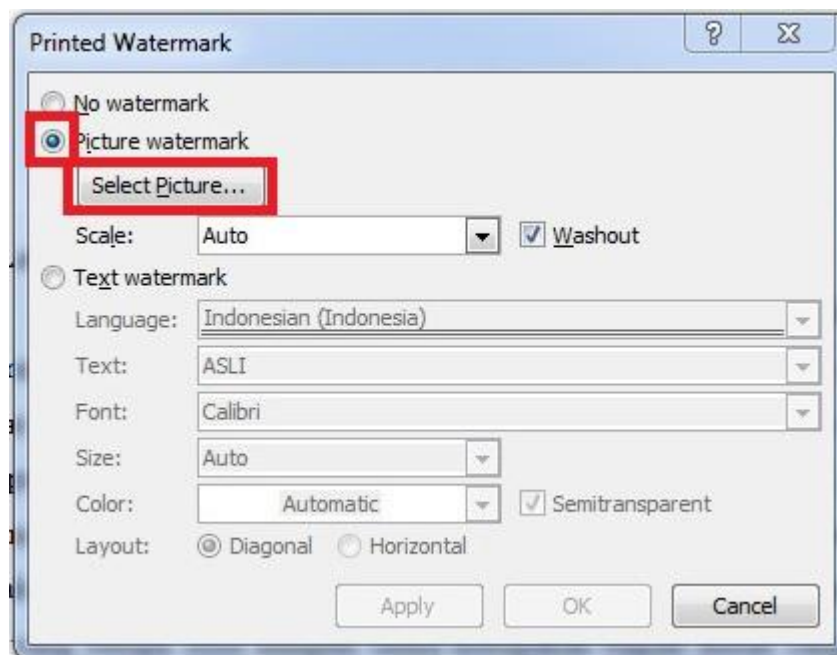 Printed Watermark
No watermark
Picture watermark
Select Picture...
Scale: Auto Washout
Text watermark
Language: Indonesian (Indonesia)
Text: ASLI
Font: Calibri
Size: Auto
Color: Automatic Semitransparent
Layout: Diagonal Horizontal
Apply OK Cancel